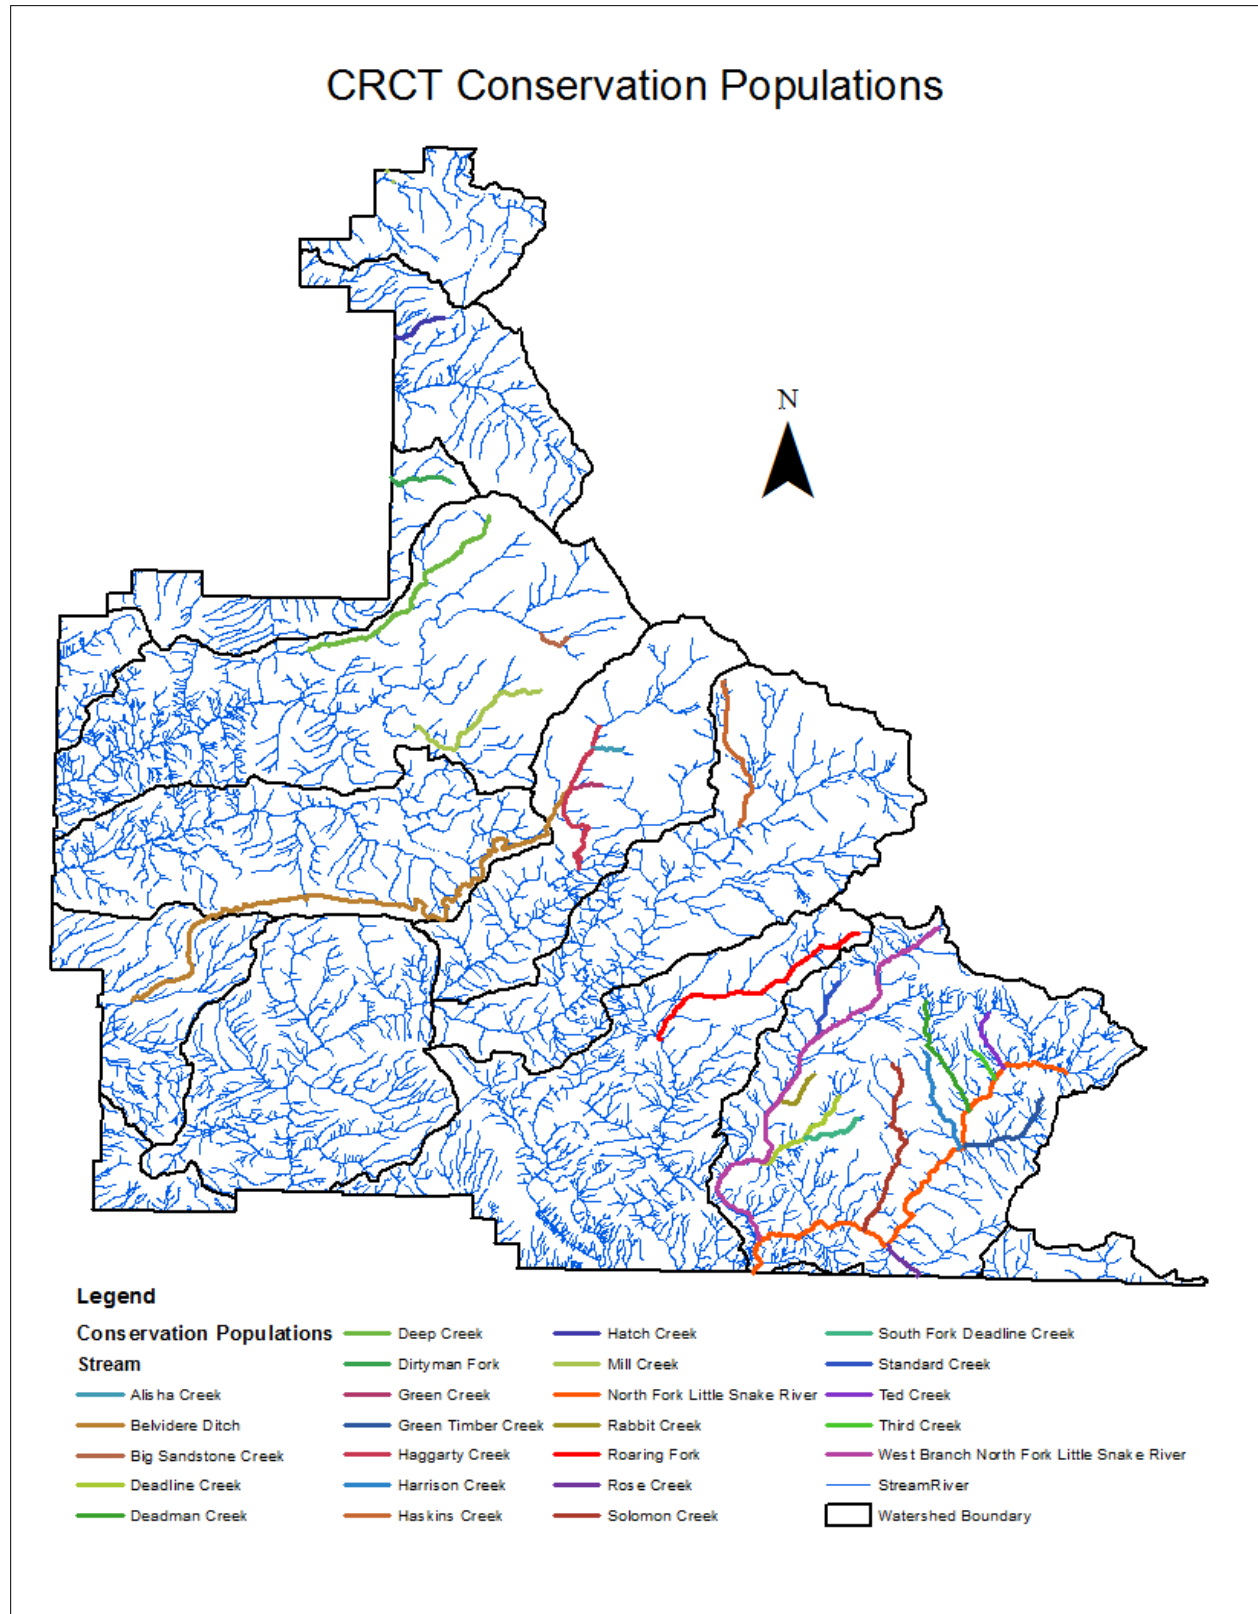 CRCT Conservation Populations
N
Legend
Conservation Populations
Stream
Alisha Creek
Belvidere Ditch
Big Sandstone Creek
Deadline Creek
Deadman Creek
Deep Creek
Dirtyman Fork
Green Creek
Green Timber Creek
Haggarty Creek
Harrison Creek
Haskins Creek
Hatch Creek
Mill Creek
North Fork Little Snake River
Rabbit Creek
Roaring Fork
Rose Creek
Solomon Creek
South Fork Deadline Creek
Standard Creek
Ted Creek
Third Creek
West Branch North Fork Little Snake River
StreamRiver
Watershed Boundary